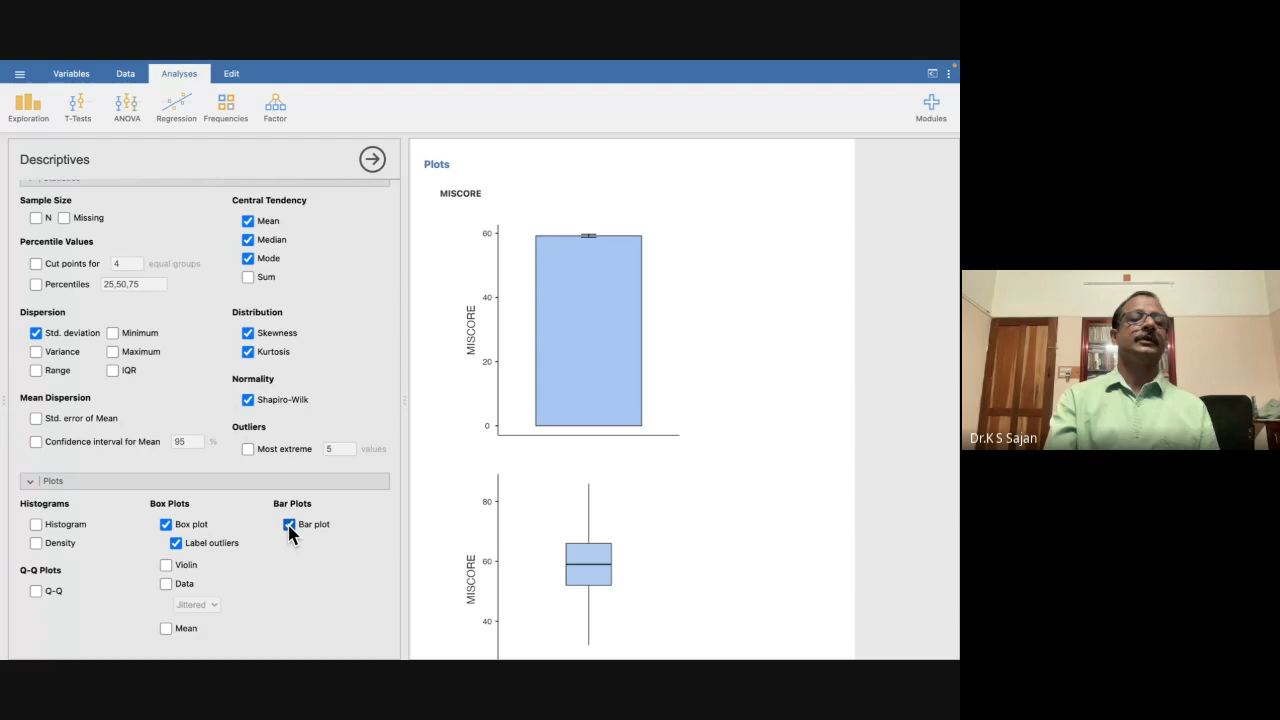 Variables Data Analyses Edit
Exploration T-Tests ANOVA Regression Frequencies Factor Modules
Descriptives
Sample Size
N Missing
Percentile Values
Cut points for 4 equal groups
Percentiles 25,50,75
Dispersion
Std. deviation Minimum
Variance Maximum
Range IQR
Mean Dispersion
Std. error of Mean
Confidence interval for Mean 95 %
Central Tendency
Mean
Median
Mode
Sum
Distribution
Skewness
Kurtosis
Normality
Shapiro-Wilk
Outliers
Most extreme 5 values
Plots
Histograms
Histogram
Density
Q-Q Plots
Q-Q
Box Plots
Box plot
Label outliers
Violin
Data
Jittered
Mean
Bar Plots
Bar plot
Plots
MISCORE
60
40
20
0
MISCORE
80
60
40
MISCORE
Dr.K S Sajan